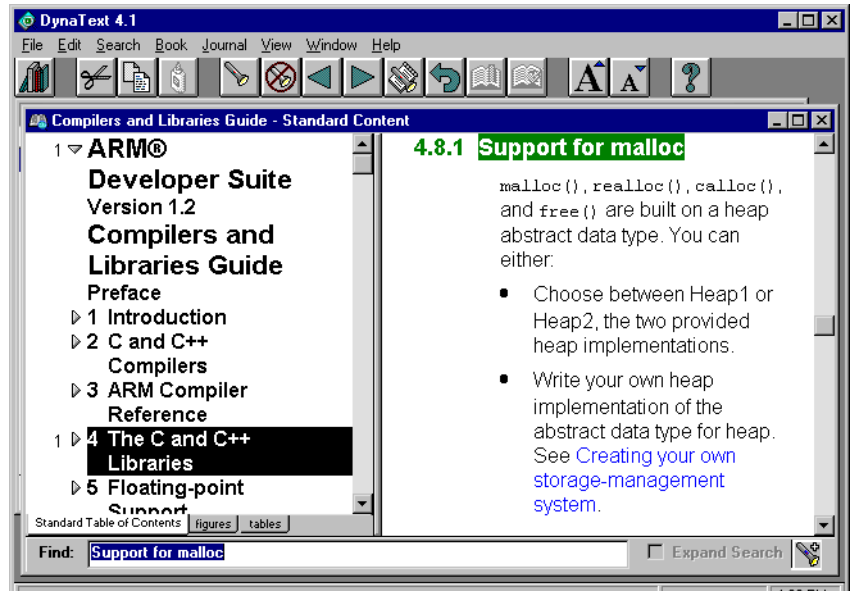 DynaText 4.1
File Edit Search Book Journal View Window Help
Compilers and Libraries Guide - Standard Content
1 ARM®
Developer Suite
Version 1.2
Compilers and
Libraries Guide
Preface
1 Introduction
2 C and C++
Compilers
3 ARM Compiler
Reference
1 4 The C and C++
Libraries
5 Floating-point
Support
Standard Table of Contents figures tables
4.8.1 Support for malloc
malloc(), realloc(), calloc(),
and free() are built on a heap
abstract data type. You can
either:
• Choose between Heap1 or
Heap2, the two provided
heap implementations.
• Write your own heap
implementation of the
abstract data type for heap.
See Creating your own
storage-management
system.
Find: Support for malloc
Expand Search